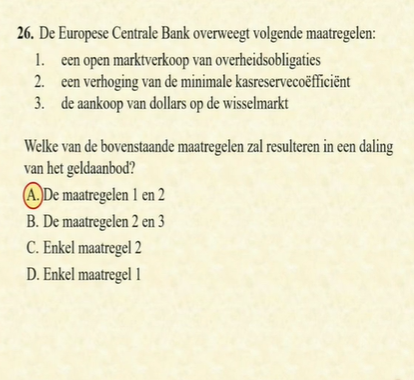 26. De Europese Centrale Bank overweegt volgende maatregelen:
1. een open marktverkoop van overheidsobligaties
2. een verhoging van de minimale kasreservecoëfficiënt
3. de aankoop van dollars op de wisselmarkt
Welke van de bovenstaande maatregelen zal resulteren in een daling
van het geldaanbod?
A. De maatregelen 1 en 2
B. De maatregelen 2 en 3
C. Enkel maatregel 2
D. Enkel maatregel 1